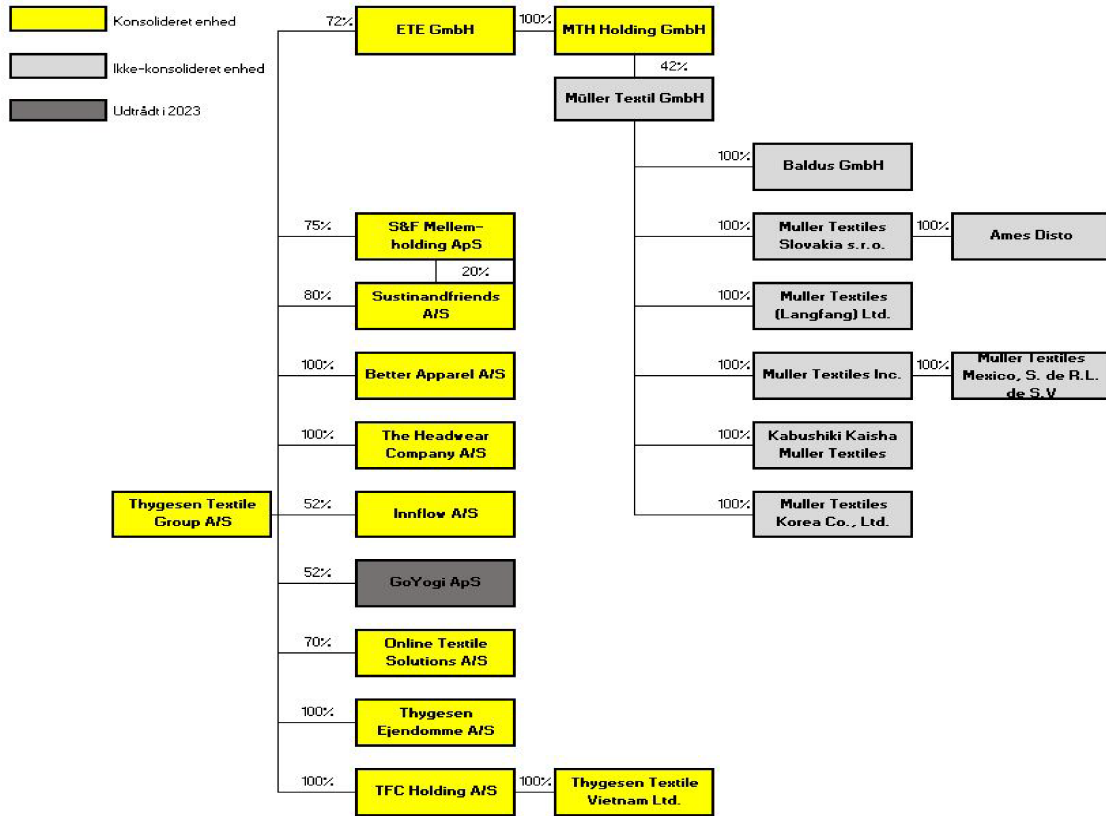 Konsolideret enhed
Ikke-konsolideret enhed
Udtrådt i 2023
72%
ETE GmbH
100%
MTH Holding GmbH
42%
Müller Textil GmbH
100%
Baldus GmbH
75%
S&F Mellem-
holding ApS
20%
100%
Muller Textiles
Slovakia s.r.o.
100%
Ames Disto
80%
Sustinandfriends
A/S
100%
Muller Textiles
(Langfang) Ltd.
100%
Better Apparel A/S
100%
Muller Textiles Inc.
100%
Muller Textiles
Mexico, S. de R.L.
de S.V
100%
The Headwear
Company A/S
100%
Kabushiki Kaisha
Muller Textiles
Thygesen Textile
Group A/S
52%
Innflow A/S
100%
Muller Textiles
Korea Co., Ltd.
52%
GoYogi ApS
70%
Online Textile
Solutions A/S
100%
Thygesen
Ejendomme A/S
100%
TFC Holding A/S
100%
Thygesen Textile
Vietnam Ltd.